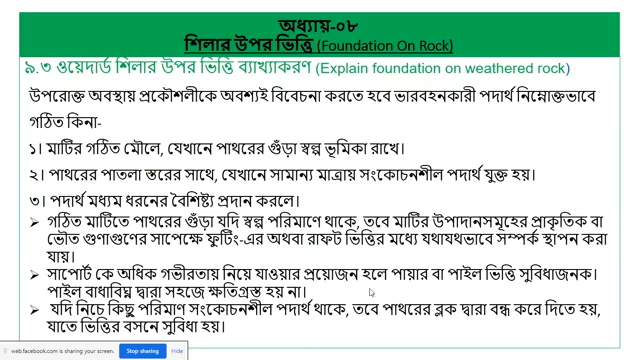 অধ্যায়-০৮
শিলার উপর ভিত্তি (Foundation On Rock)
৯.৩ ওয়েদার্ড শিলার উপর ভিত্তি ব্যাখ্যাকরণ (Explain foundation on weathered rock)
উপরোক্ত অবস্থায় প্রকৌশলীকে অবশ্যই বিবেচনা করতে হবে ভারবহনকারী পদার্থ নিম্নোক্তভাবে
গঠিত কিনা-
১। মাটির গঠিত মৌলে, যেখানে পাথরের গুঁড়া স্বল্প ভূমিকা রাখে।
২। পাথরের পাতলা স্তরের সাথে, যেখানে সামান্য মাত্রায় সংকোচনশীল পদার্থ যুক্ত হয়।
৩। পদার্থ মধ্যম ধরনের বৈশিষ্ট্য প্রদান করলে।
➢ গঠিত মাটিতে পাথরের গুঁড়া যদি স্বল্প পরিমাণে থাকে, তবে মাটির উপাদানসমূহের প্রাকৃতিক বা
ভৌত গুণাগুণের সাপেক্ষে ফুটিং-এর অথবা রাফট ভিত্তির মধ্যে যথাযথভাবে সম্পর্ক স্থাপন করা
যায়।
➢ সাপোর্ট কে অধিক গভীরতায় নিয়ে যাওয়ার প্রয়োজন হলে পায়ার বা পাইল ভিত্তি সুবিধাজনক।
পাইল বাধাবিঘ্ন দ্বারা সহজে ক্ষতিগ্রস্ত হয় না।
➢ যদি নিচে কিছু পরিমাণ সংকোচনশীল পদার্থ থাকে, তবে পাথরের ব্লক দ্বারা বন্ধ করে দিতে হয়,
যাতে ভিত্তির বসনে সুবিধা হয়।
web.facebook.com is sharing your screen. Stop sharing Hide